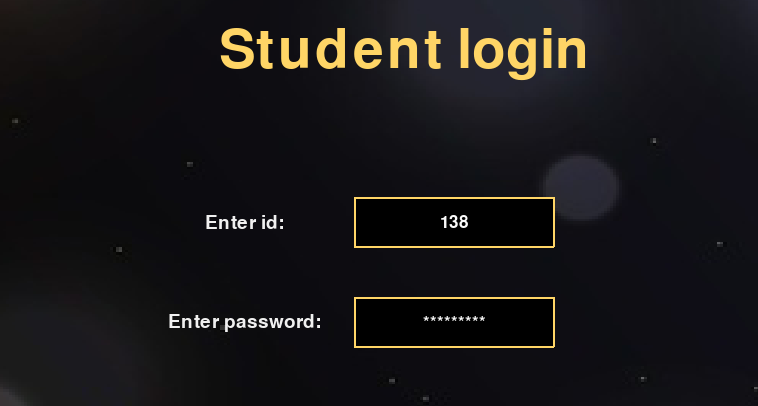 Student login
Enter id: 138
Enter password: *********